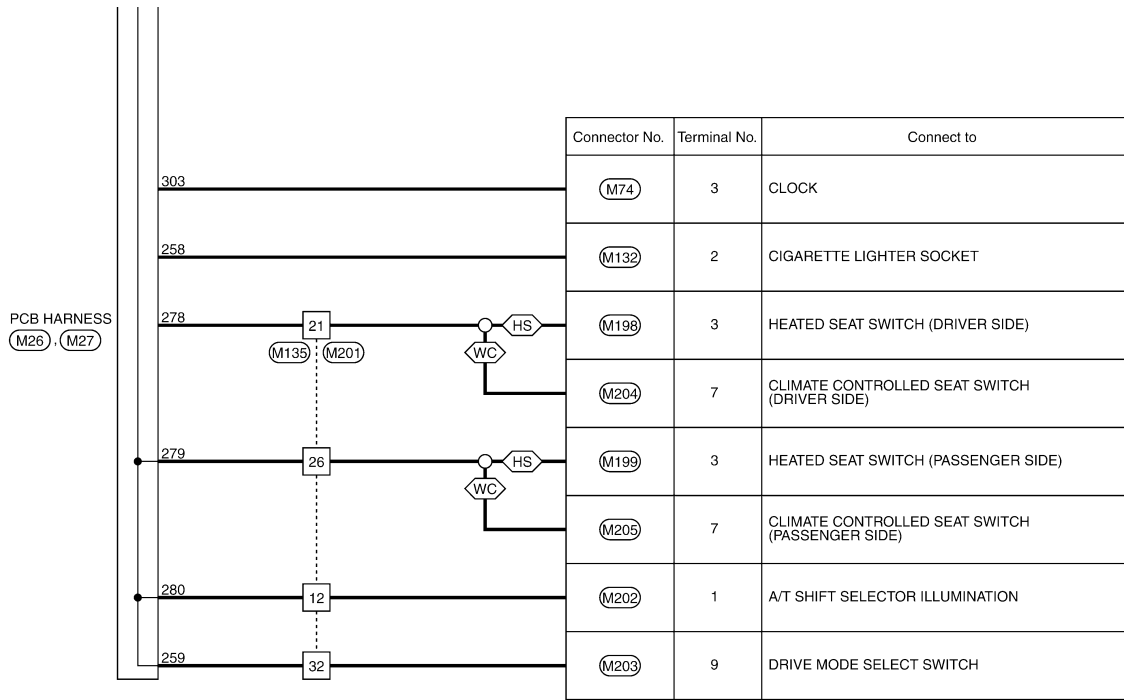 Connector No. Terminal No. Connect to
303 M74 3 CLOCK
258 M132 2 CIGARETTE LIGHTER SOCKET
PCB HARNESS
M26 , M27
278 21 HS M198 3 HEATED SEAT SWITCH (DRIVER SIDE)
M135 M201 WC
M204 7 CLIMATE CONTROLLED SEAT SWITCH
(DRIVER SIDE)
279 26 HS M199 3 HEATED SEAT SWITCH (PASSENGER SIDE)
WC
M205 7 CLIMATE CONTROLLED SEAT SWITCH
(PASSENGER SIDE)
280 12 M202 1 A/T SHIFT SELECTOR ILLUMINATION
259 32 M203 9 DRIVE MODE SELECT SWITCH